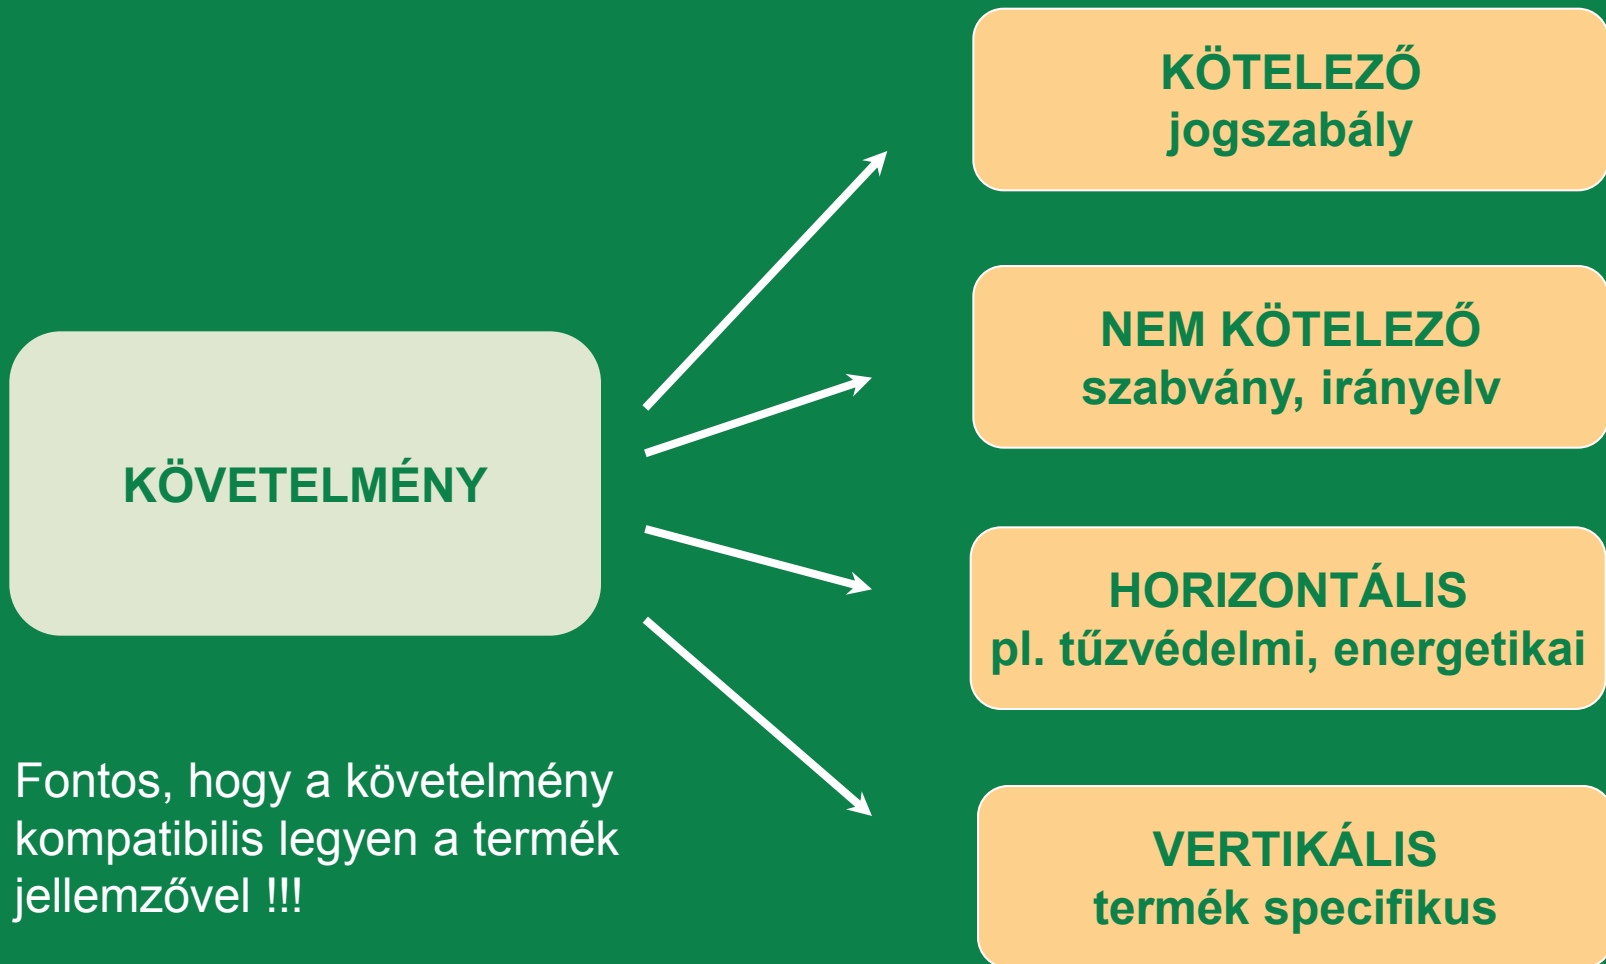 KÖTELEZŐ
jogszabály
NEM KÖTELEZŐ
szabvány, irányelv
KÖVETELMÉNY
HORIZONTÁLIS
pl. tűzvédelmi, energetikai
VERTIKÁLIS
termék specifikus
Fontos, hogy a követelmény
kompatibilis legyen a termék
jellemzővel !!!